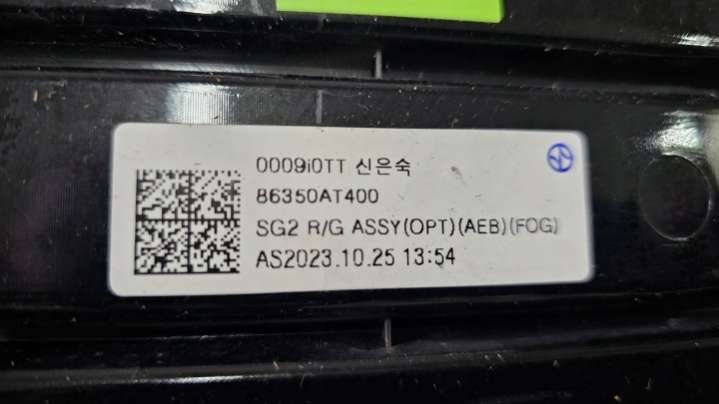 0009i0TT 신은숙
86350AT400
SG2 R/G ASSY(OPT)(AEB)(FOG)
AS2023.10.25 13:54